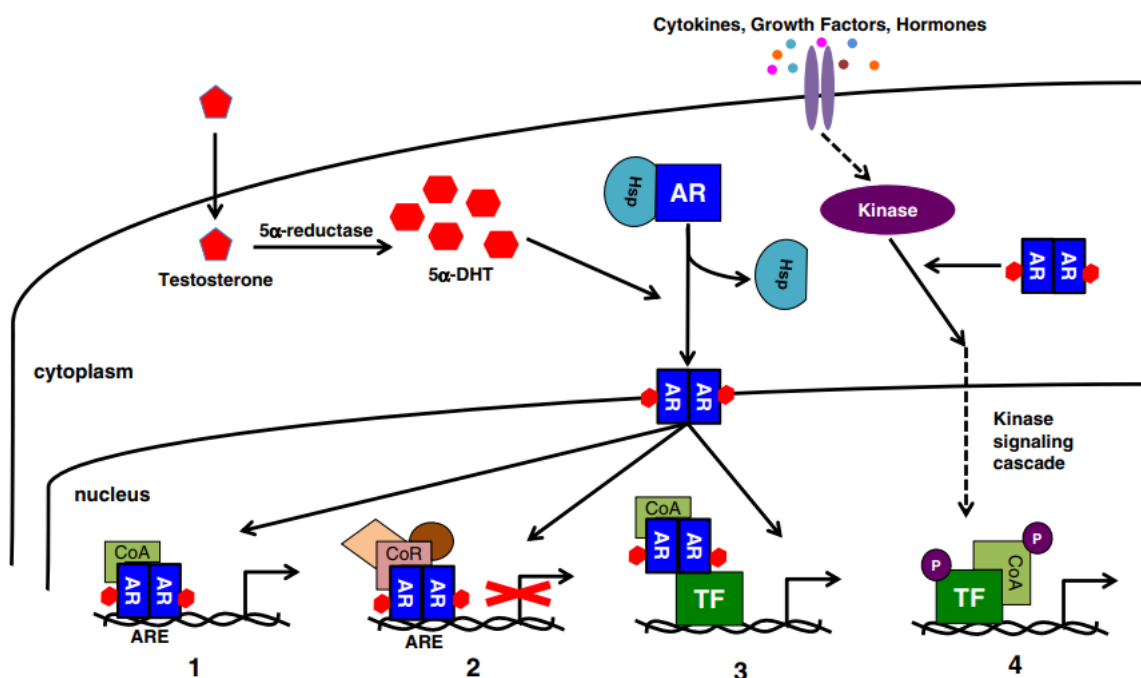 Cytokines, Growth Factors, Hormones
Hsp
AR
Kinase
5α-reductase
Testosterone
5α-DHT
Hsp
AR
AR
cytoplasm
AR
AR
Kinase
signaling
cascade
nucleus
CoA
AR
AR
ARE
1
CoR
AR
AR
ARE
2
CoA
AR
AR
TF
3
P
P
CoA
TF
4